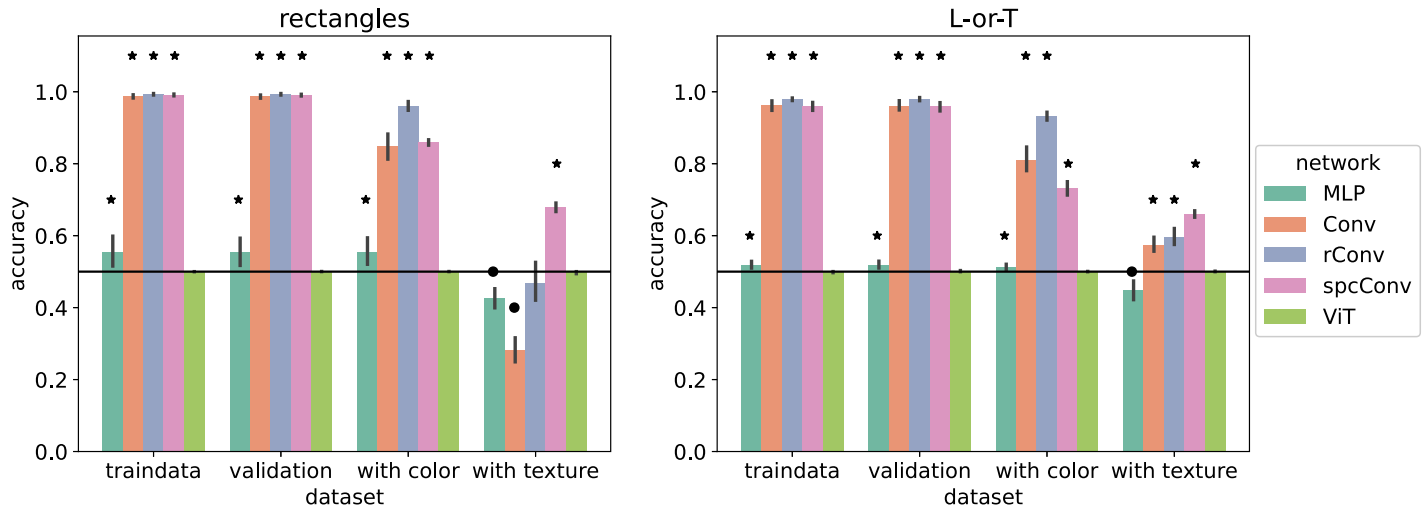 rectangles
accuracy
1.0
0.8
0.6
0.4
0.2
0.0
traindata validation with color with texture
dataset
L-or-T
accuracy
1.0
0.8
0.6
0.4
0.2
0.0
traindata validation with color with texture
dataset
network
MLP
Conv
rConv
spcConv
ViT